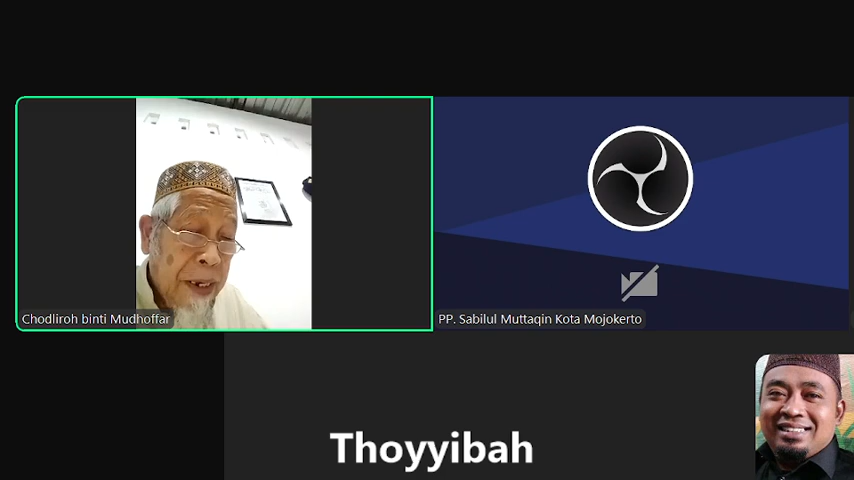 Chodliroh binti Mudhoffar
PP. Sabilul Muttaqin Kota Mojokerto
Thoyyibah